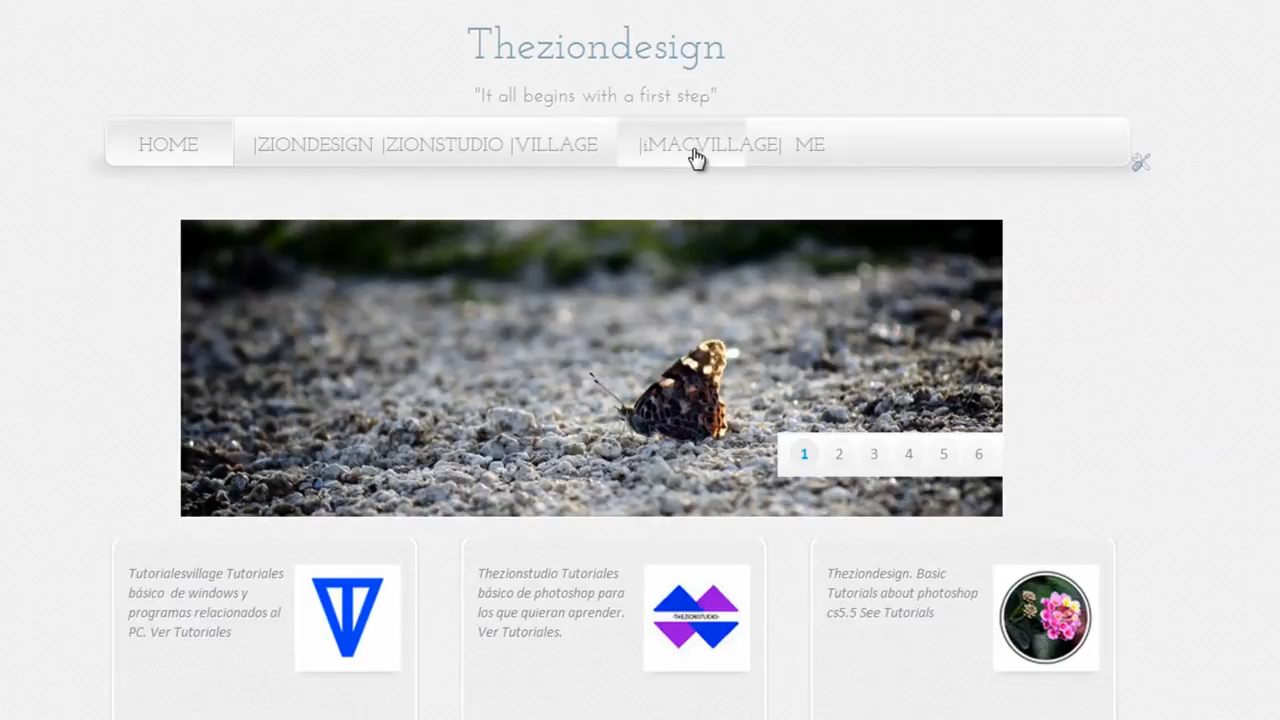 Theziondesign
"It all begins with a first step"
HOME |ZIONDESIGN |ZIONSTUDIO |VILLAGE |iMACVILLAGE| ME
1 2 3 4 5 6
Tutorialesvillage Tutoriales
básico de windows y
programas relacionados al
PC. Ver Tutoriales
Thezionstudio Tutoriales
básico de photoshop para
los que quieran aprender.
Ver Tutoriales.
-THEZIONSTUDIO-
Theziondesign. Basic
Tutorials about photoshop
cs5.5 See Tutorials